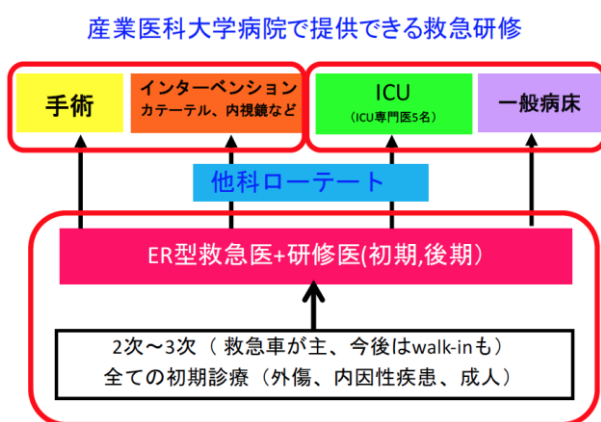 産業医科大学病院で提供できる救急研修
手術
インターベンション
カテーテル、内視鏡など
ICU
（ICU専門医5名）
一般病床
他科ローテート
ER型救急医+研修医(初期,後期）
2次～3次（ 救急車が主、今後はwalk-inも）
全ての初期診療（外傷、内因性疾患、成人）